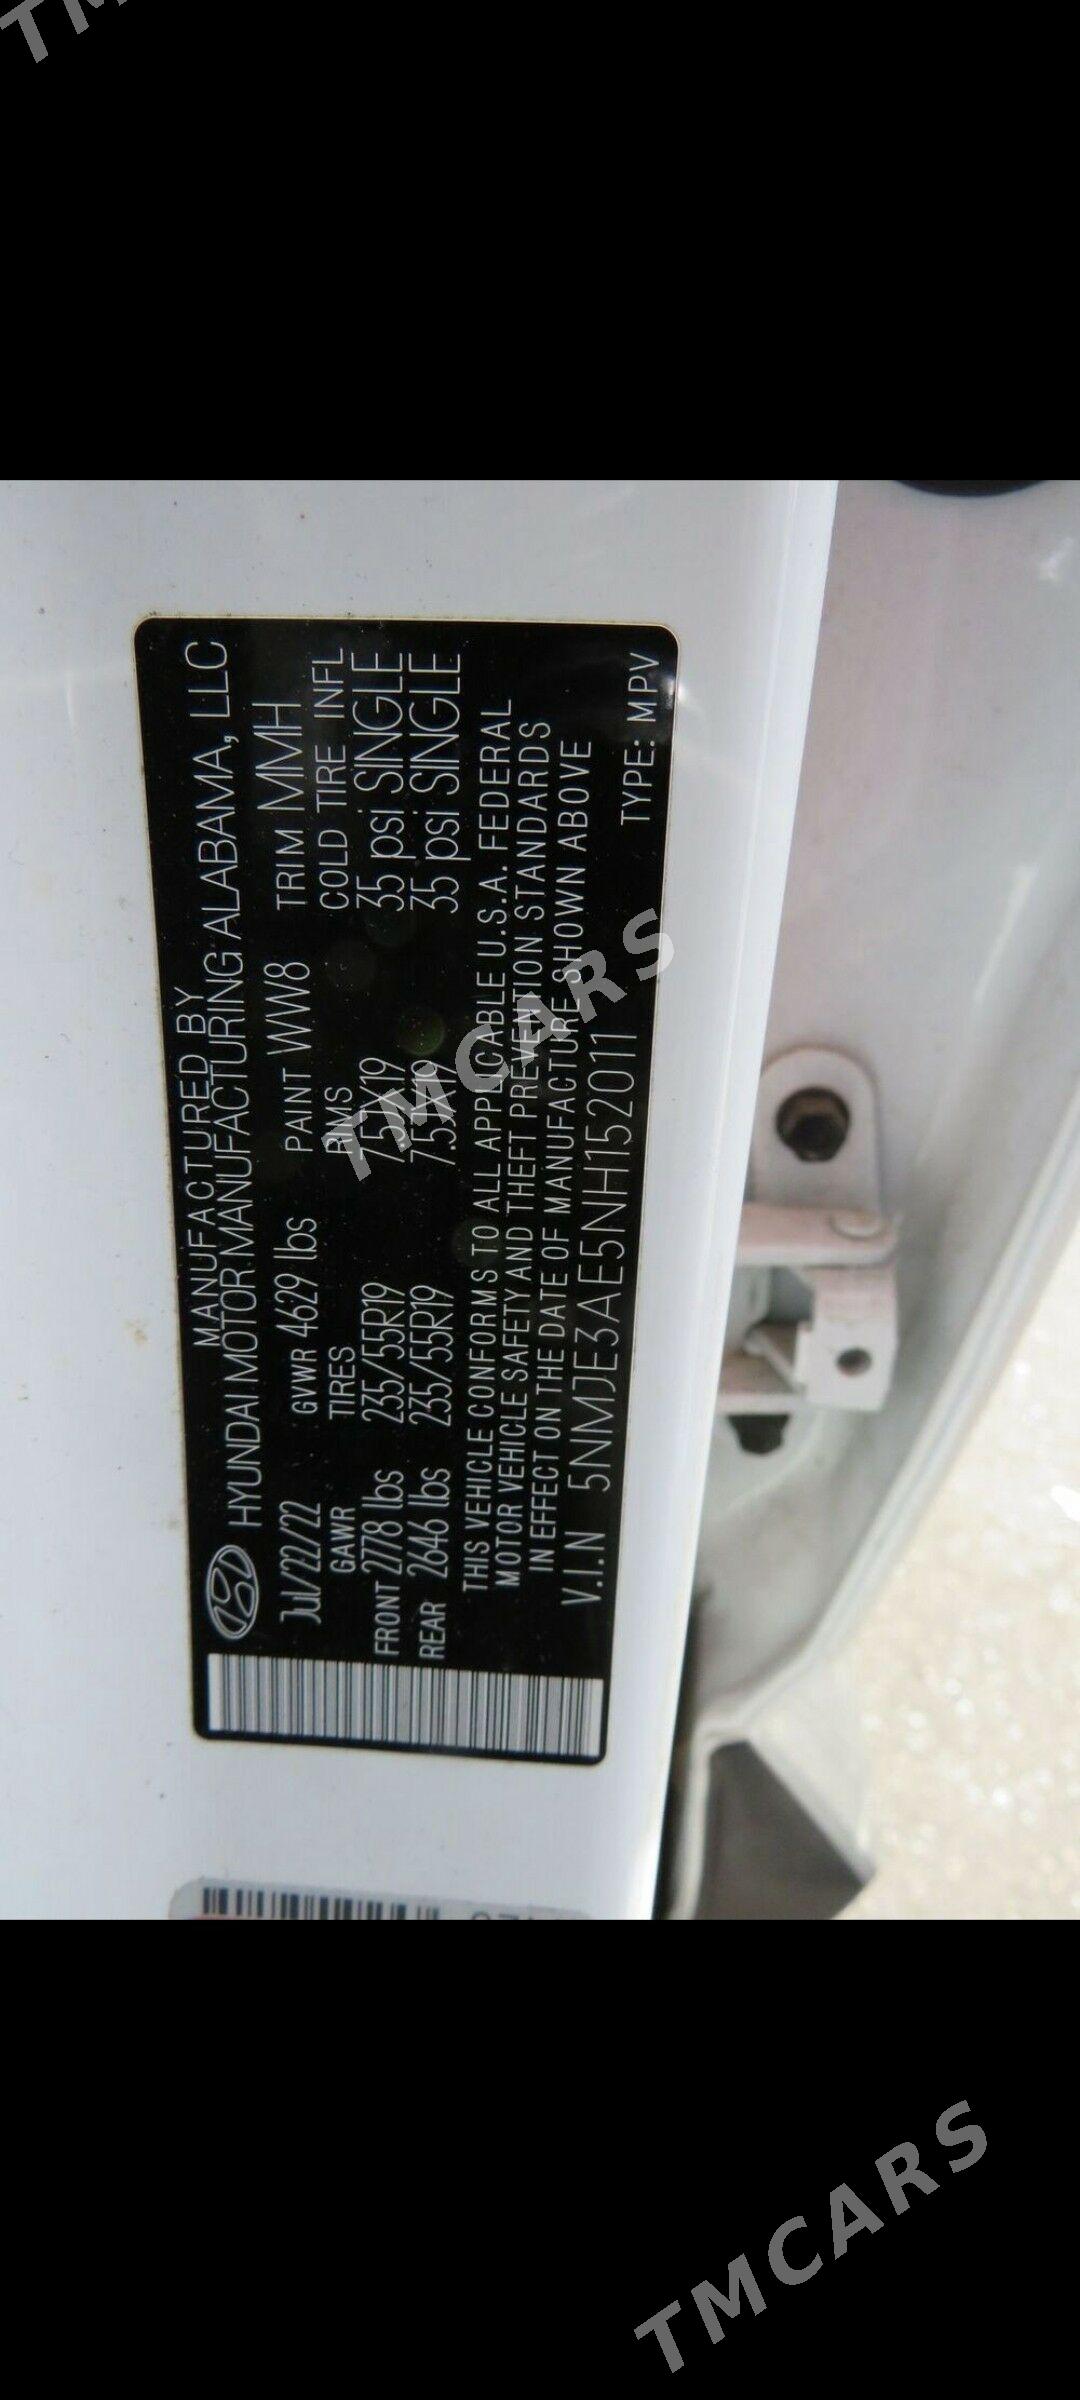 MANUFACTURED BY
HYUNDAI MOTOR MANUFACTURING ALABAMA, LLC
Jul/22/22 GVWR 4629 lbs PAINT WW8 TRIM MMH
GAWR TIRES RIMS COLD TIRE INFL
FRONT 2778 lbs 235/55R19 7.5JX19 35 psi SINGLE
REAR 2646 lbs 235/55R19 7.5JX19 35 psi SINGLE
THIS VEHICLE CONFORMS TO ALL APPLICABLE U.S.A. FEDERAL
MOTOR VEHICLE SAFETY AND THEFT PREVENTION STANDARDS
IN EFFECT ON THE DATE OF MANUFACTURE SHOWN ABOVE
V.I.N 5NMJE3AE5NH152011 TYPE: MPV
TMCARS
TMCARS